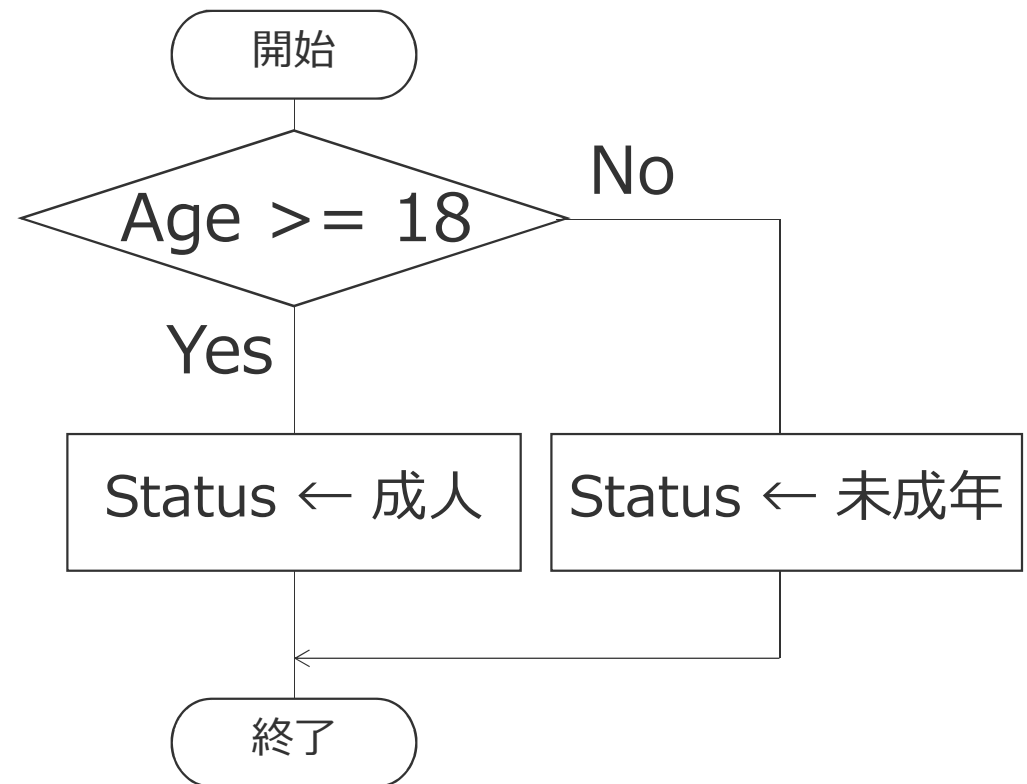 開始
Age >= 18
No
Yes
Status ← 成人
Status ← 未成年
終了